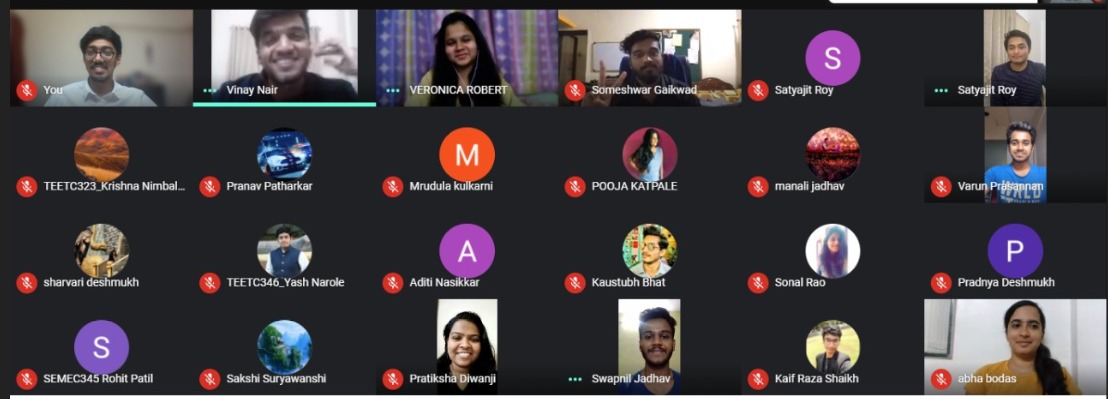 You
Vinay Nair
VERONICA ROBERT
Someshwar Gaikwad
S
Satyajit Roy
Satyajit Roy
TEETC323_Krishna Nimbal...
Pranav Patharkar
M
Mrudula kulkarni
POOJA KATPALE
manali jadhav
Varun Prasannan
sharvari deshmukh
TEETC346_Yash Narole
A
Aditi Nasikkar
Kaustubh Bhat
Sonal Rao
P
Pradnya Deshmukh
S
SEMEC345 Rohit Patil
Sakshi Suryawanshi
Pratiksha Diwanji
Swapnil Jadhav
Kaif Raza Shaikh
abha bodas